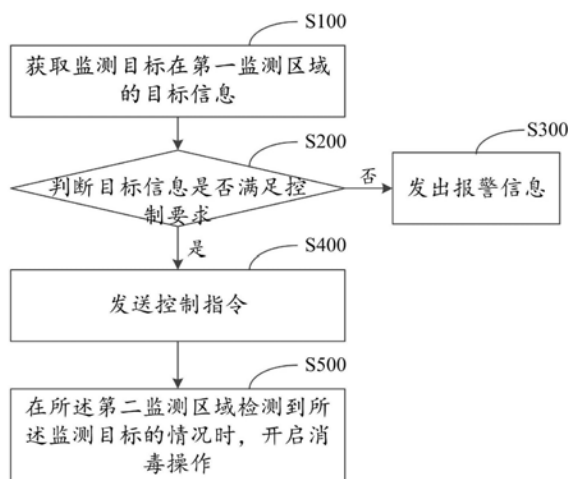 S100
获取监测目标在第一监测区域
的目标信息
S200
判断目标信息是否满足控
制要求
否
S300
发出报警信息
是
S400
发送控制指令
S500
在所述第二监测区域检测到所
述监测目标的情况时，开启消
毒操作